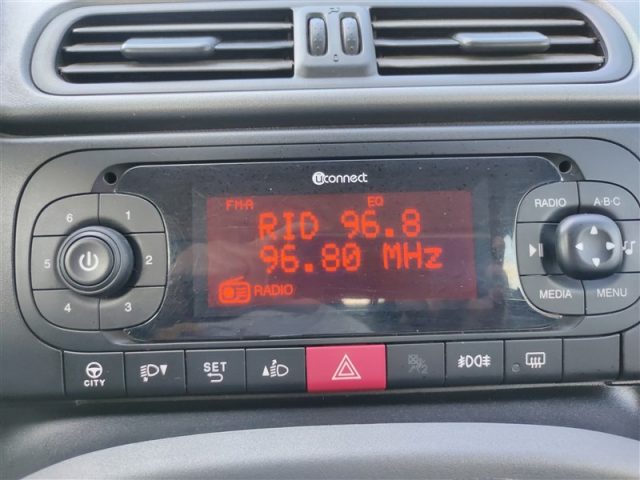 uconnect
FM-A EQ
RID 96.8
96.80 MHz
RADIO
6 1
5 2
4 3
RADIO A·B·C
MEDIA MENU
CITY
SET